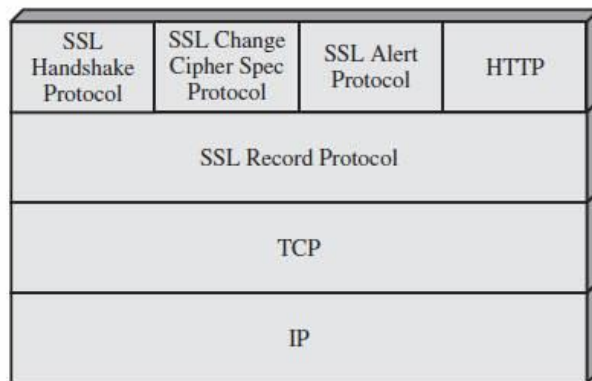 SSL
Handshake
Protocol
SSL Change
Cipher Spec
Protocol
SSL Alert
Protocol
HTTP
SSL Record Protocol
TCP
IP